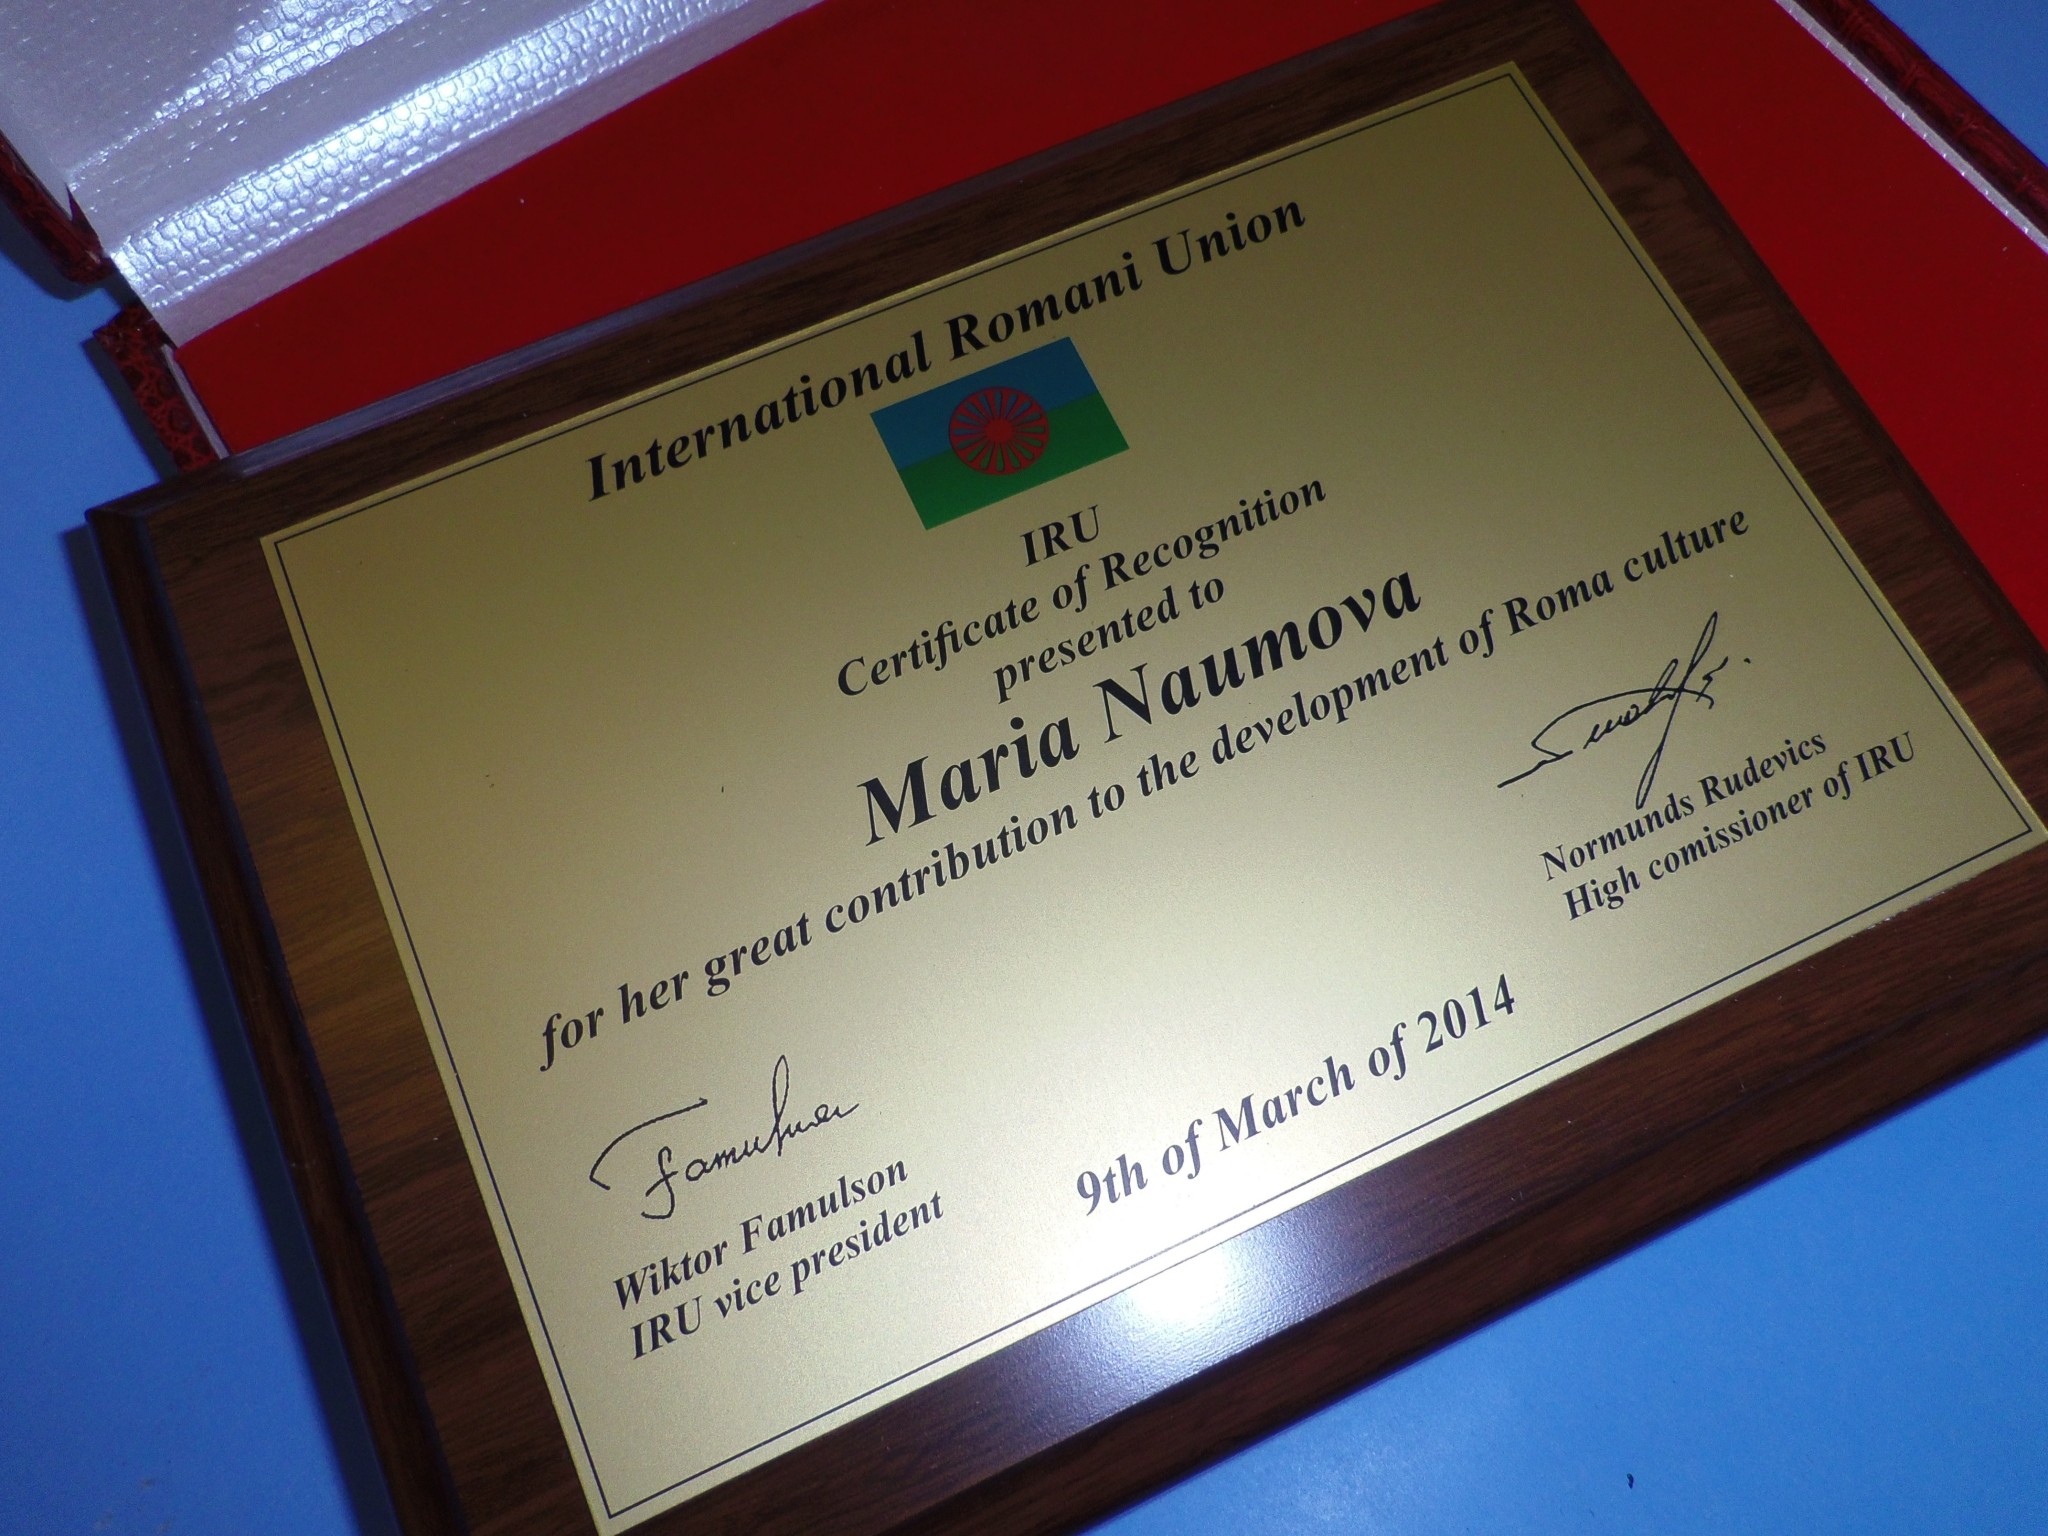 International Romani Union
IRU
Certificate of Recognition
presented to
Maria Naumova
for her great contribution to the development of Roma culture
Normunds Rudevics
High comissioner of IRU
Famulson
Wiktor Famulson
IRU vice president
9th of March of 2014